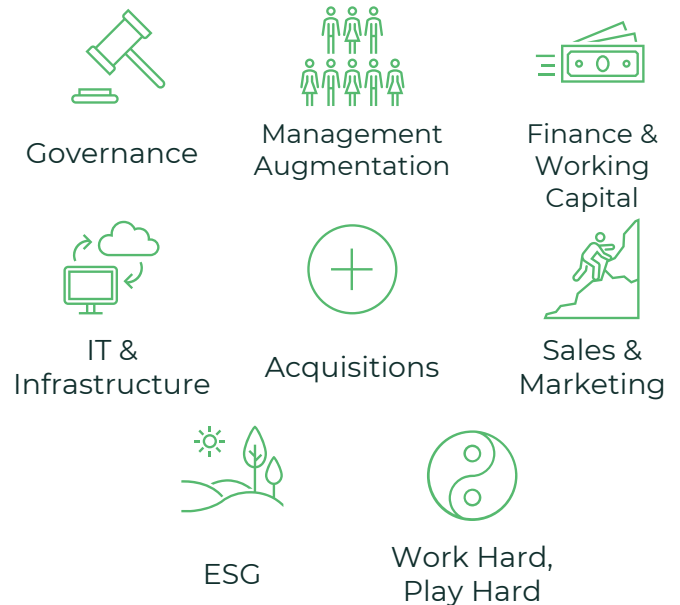 Governance
Management
Augmentation
Finance &
Working
Capital
IT &
Infrastructure
Acquisitions
Sales &
Marketing
ESG
Work Hard,
Play Hard